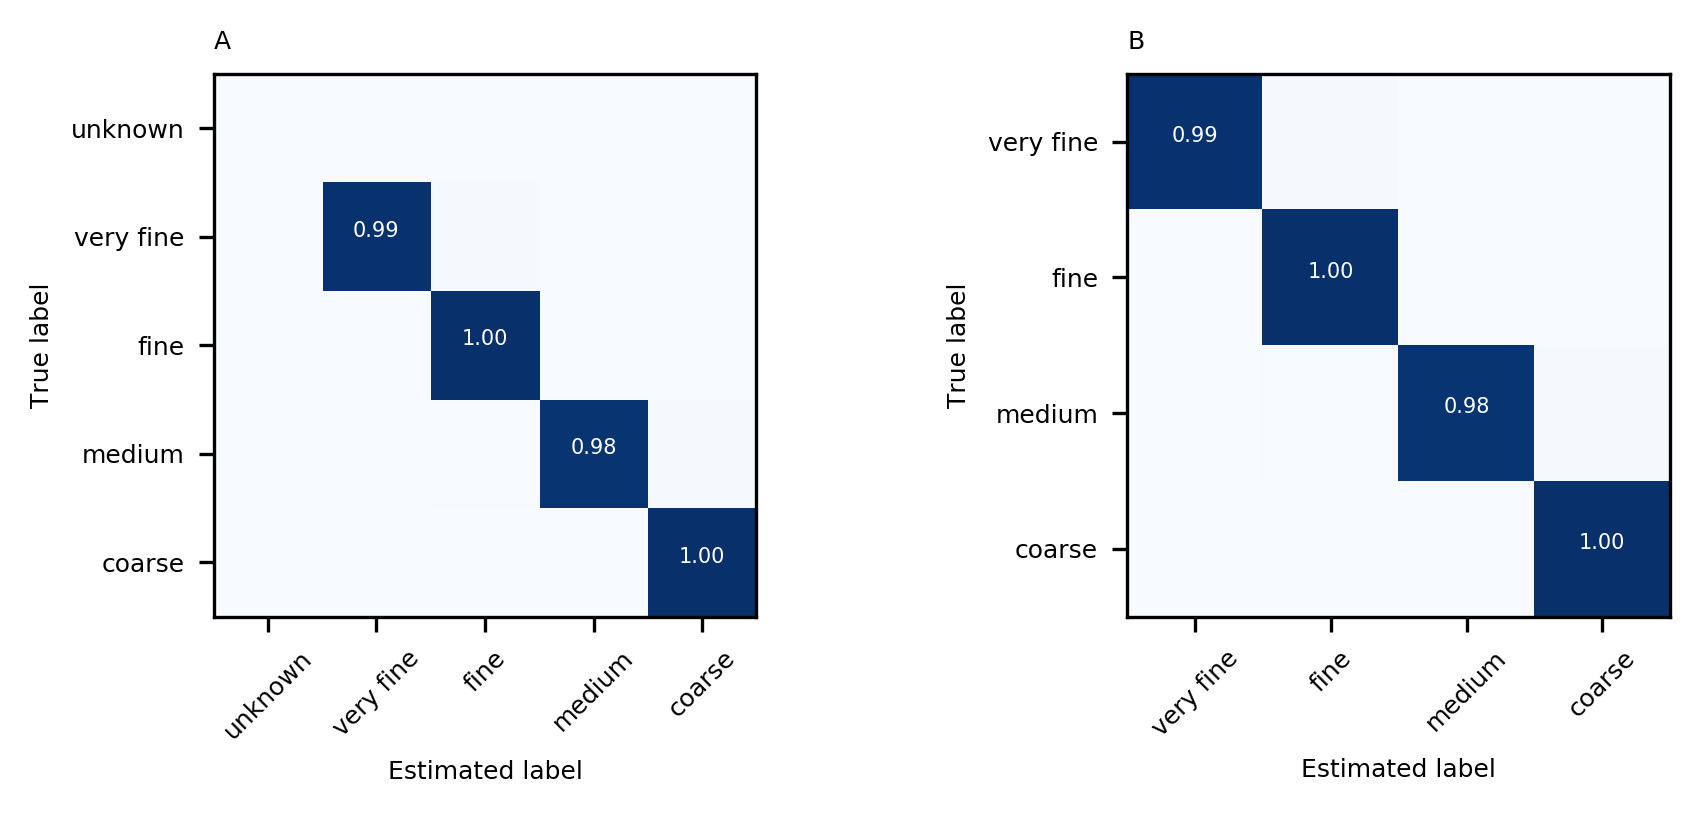 A
True label
unknown
very fine
fine
medium
coarse
0.99
1.00
0.98
1.00
unknown
very fine
fine
medium
coarse
Estimated label
B
True label
very fine
fine
medium
coarse
0.99
1.00
0.98
1.00
very fine
fine
medium
coarse
Estimated label